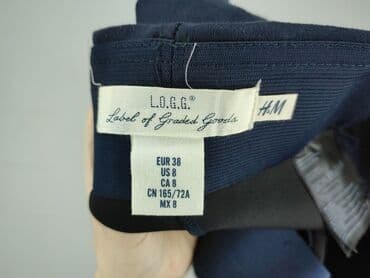 L.O.G.G.®
Label of Graded Goods
H&M
EUR 38
US 8
CA 8
CN 165/72A
MX 8